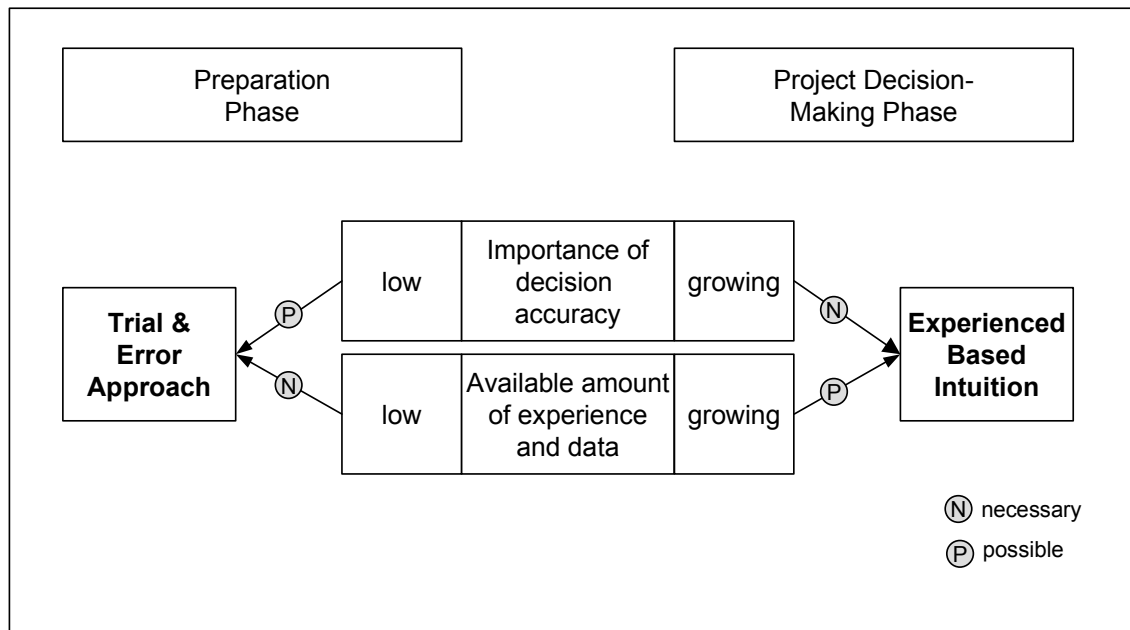 Preparation
Phase
Project Decision-
Making Phase
low
Importance of
decision
accuracy
growing
P
N
Trial &
Error
Approach
Experienced
Based
Intuition
N
P
low
Available amount
of experience
and data
growing
N necessary
P possible